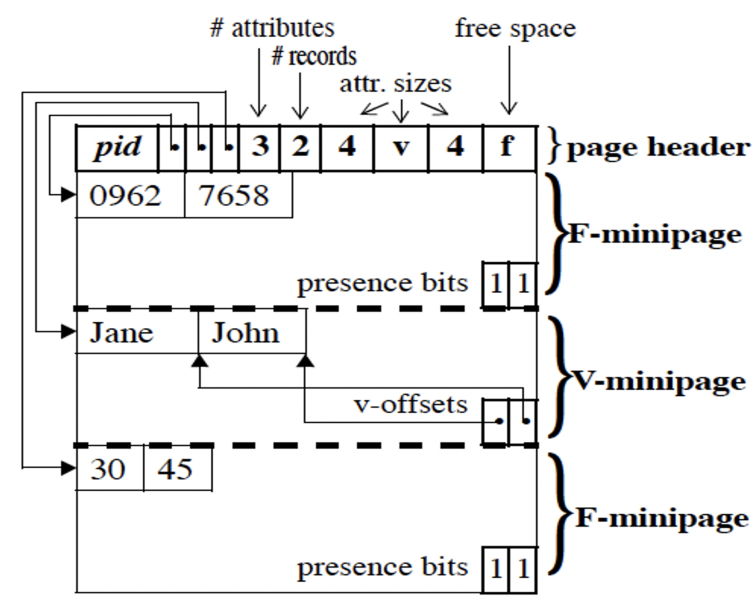 # attributes
free space
# records
attr. sizes
pid 3 2 4 v 4 f
page header
0962 7658
F-minipage
presence bits 1 1
Jane John
V-minipage
v-offsets
30 45
F-minipage
presence bits 1 1